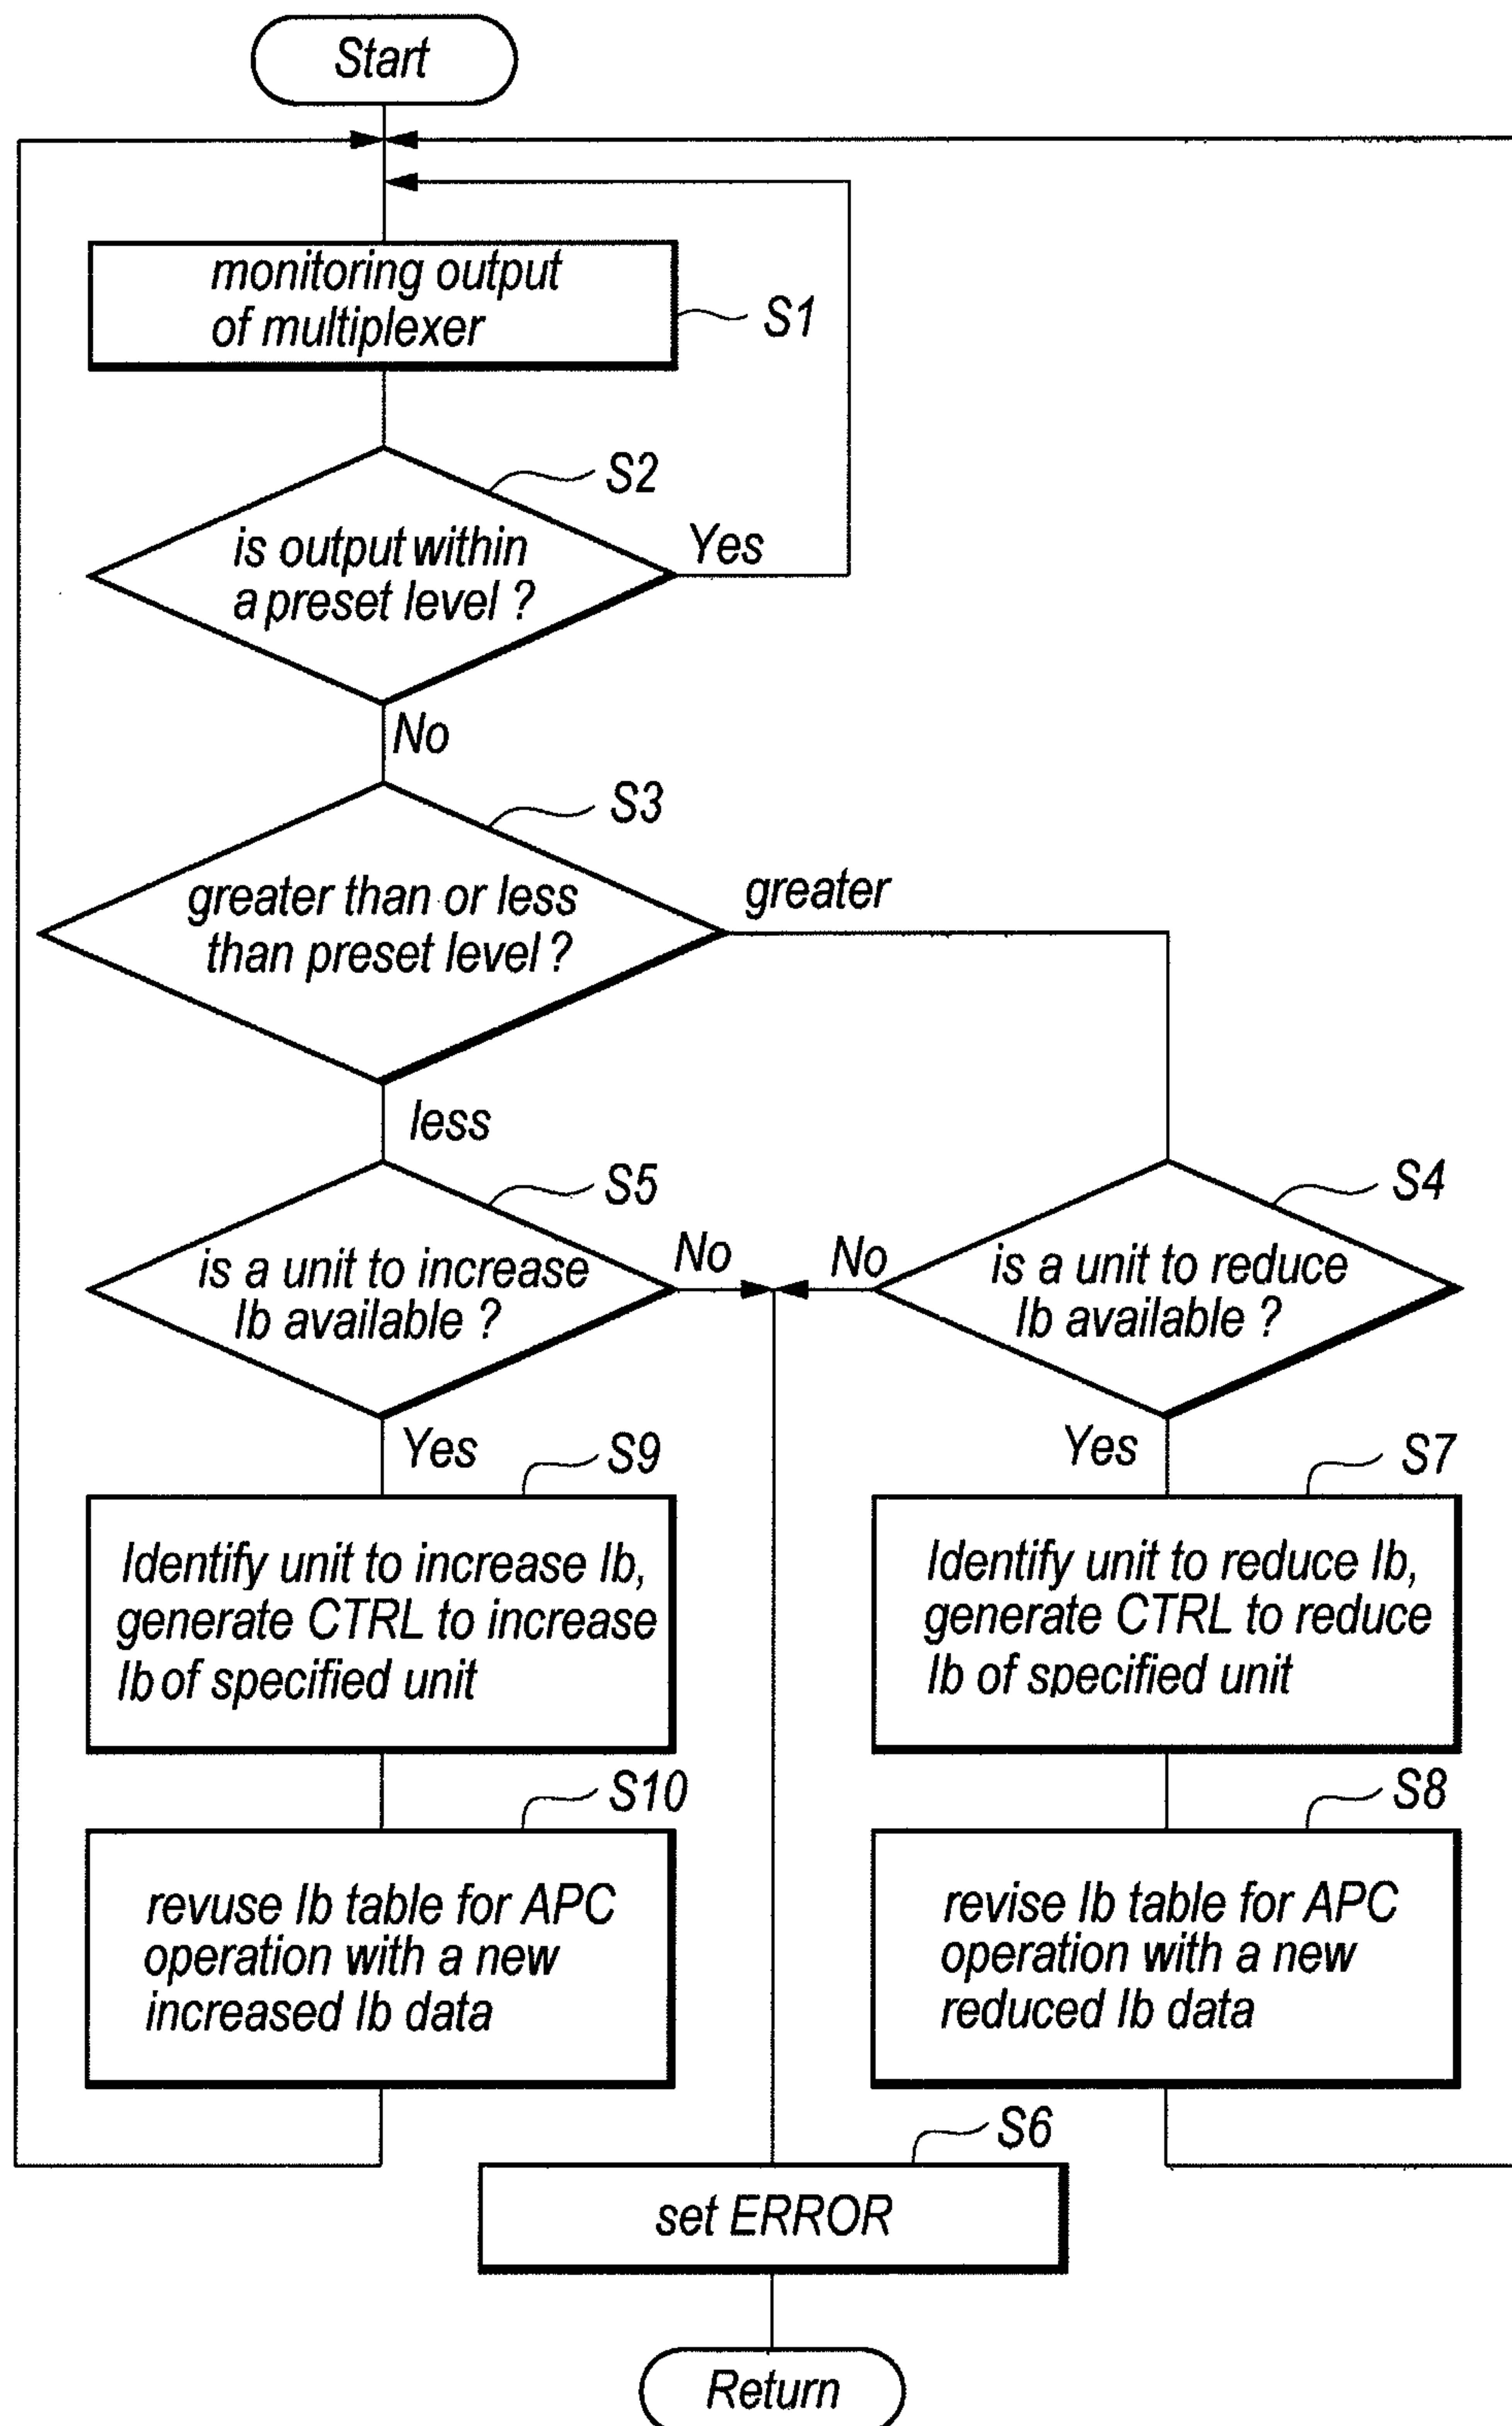 Start
monitoring output
of multiplexer
S1
S2
is output within
a preset level ?
Yes
No
S3
greater than or less
than preset level ?
greater
less
S5
is a unit to increase
Ib available ?
No
No
S4
is a unit to reduce
Ib available ?
Yes
S9
Yes
S7
Identify unit to increase Ib,
generate CTRL to increase
Ib of specified unit
Identify unit to reduce Ib,
generate CTRL to reduce
Ib of specified unit
S10
S8
revuse Ib table for APC
operation with a new
increased Ib data
revise Ib table for APC
operation with a new
reduced Ib data
S6
set ERROR
Return